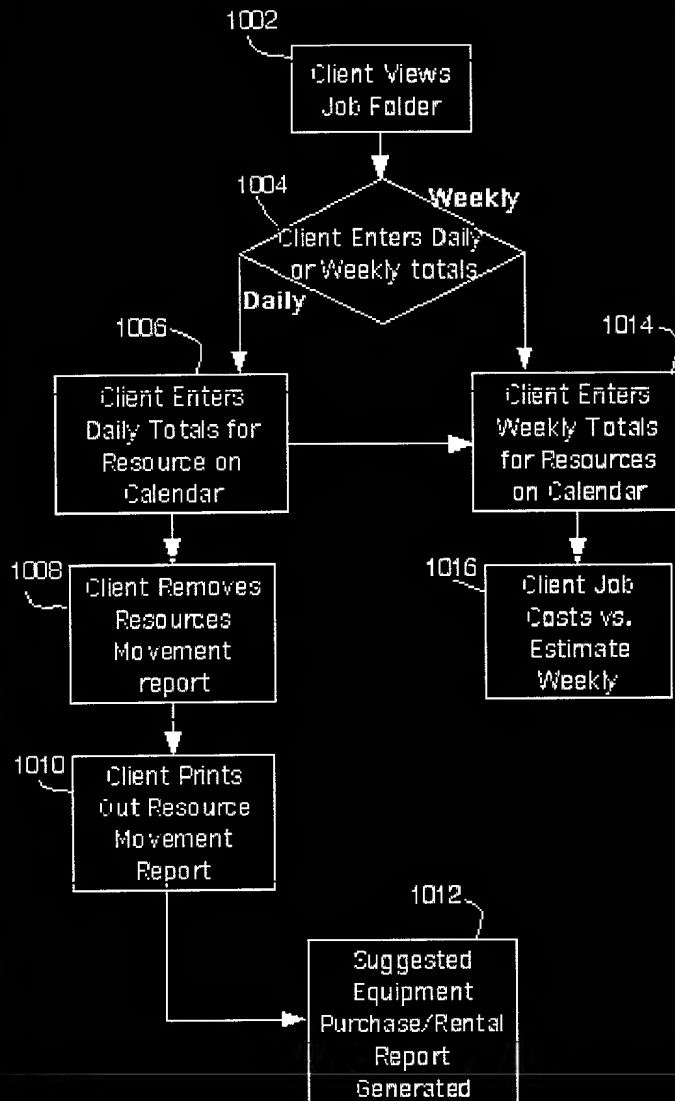 1002
Client Views
Job Folder
1004
Weekly
Client Enters Daily
or Weekly totals
Daily
1006
Client Enters
Daily Totals for
Resource on
Calendar
1014
Client Enters
Weekly Totals
for Resources
on Calendar
1008
Client Removes
Resources
Movement
report
1016
Client Job
Costs vs.
Estimate
Weekly
1010
Client Prints
Out Resource
Movement
Report
1012
Suggested
Equipment
Purchase/Rental
Report
Generated